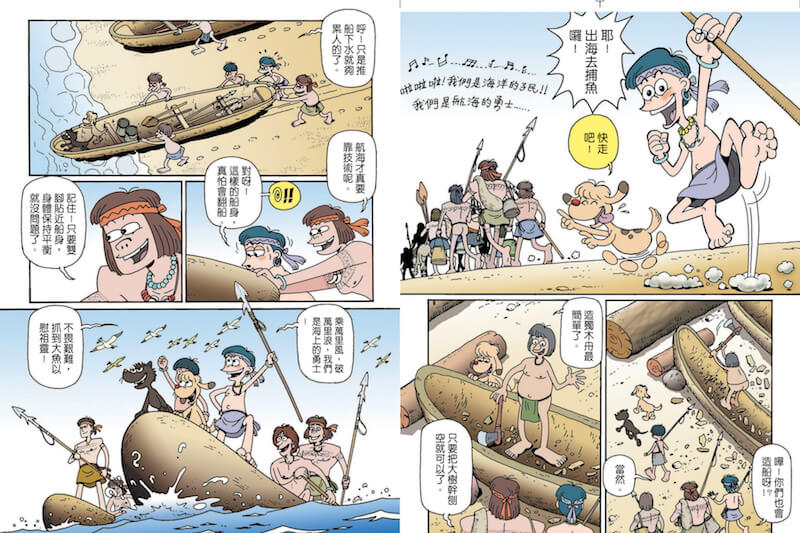 耶！
出海去捕魚
囉！
快走
吧！
啦啦啦！我們是海洋的子民!!
我們是航海的勇士.....
嘩！你們也會
造船呀!?
當然。
造獨木舟最
簡單了。
只要把大樹幹刨
空就可以了。
呼！只是推
船下水就夠
累人的了。
航海才真要
靠技術呢。
對呀！
這樣的船身，
真怕會翻船
!!
記住！只要雙
腳貼近船身，
身體保持平衡
就沒問題了。
乘萬里風，破
萬里浪，我們
是海上的勇士
！
不畏艱難，
抓到大魚以
慰祖靈！